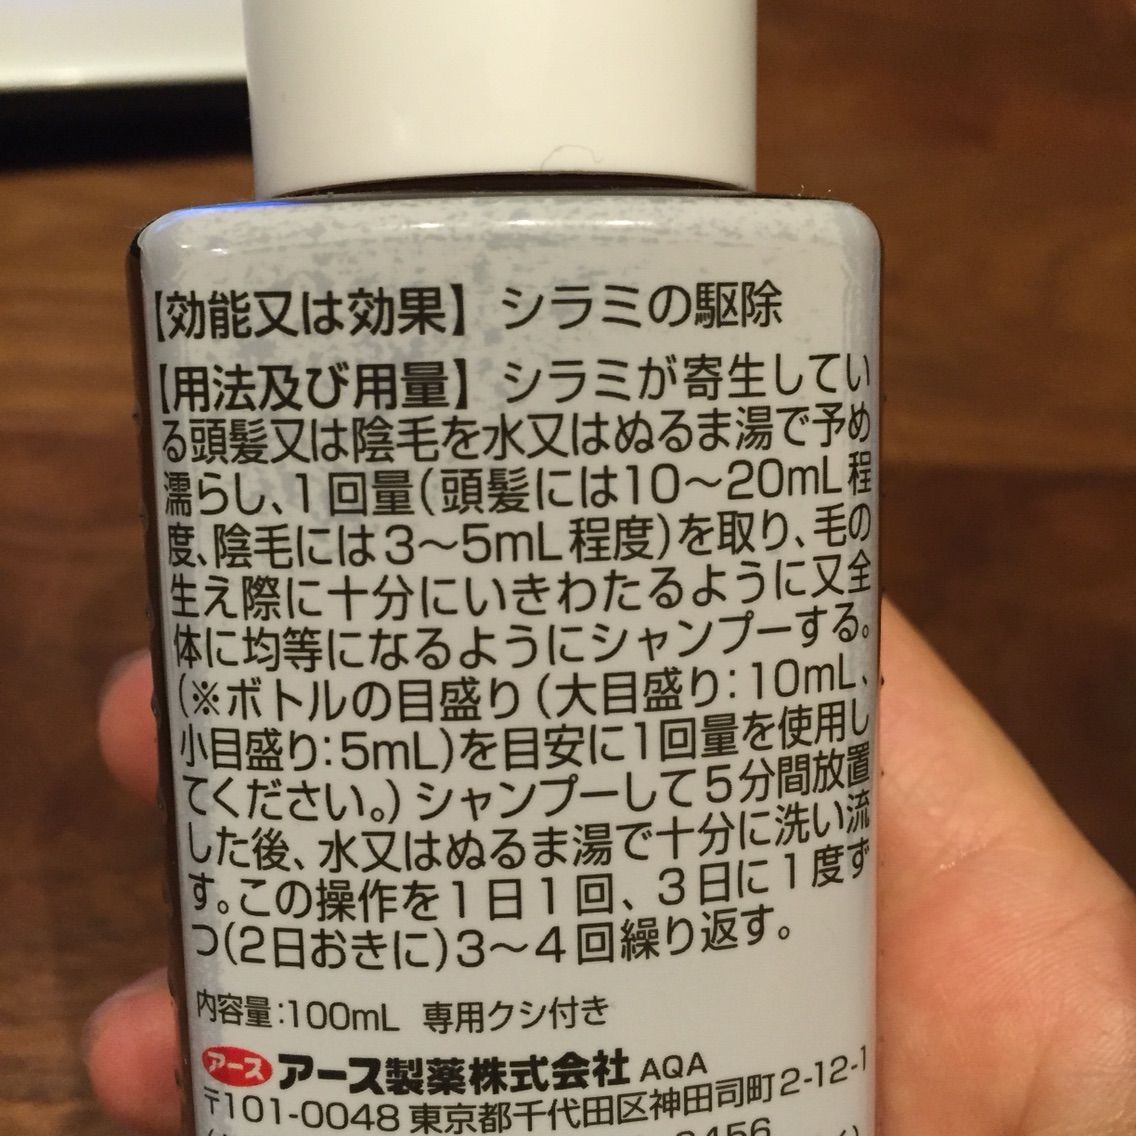 【効能又は効果】シラミの駆除
【用法及び用量】シラミが寄生してい
る頭髪又は陰毛を水又はぬるま湯で予め
濡らし、1回量(頭髪には10〜20mL程
度、陰毛には3〜5mL程度)を取り、毛の
生え際に十分にいきわたるように又全
体に均等になるようにシャンプーする。
(※ボトルの目盛り(大目盛り:10mL、
小目盛り:5mL)を目安に1回量を使用し
てください。)シャンプーして5分間放置
した後、水又はぬるま湯で十分に洗い流
す。この操作を1日1回、3日に1度ず
つ(2日おきに)3〜4回繰り返す。
内容量:100mL 専用クシ付き
アース アース製薬株式会社 AQA
〒101-0048 東京都千代田区神田司町2-12-1